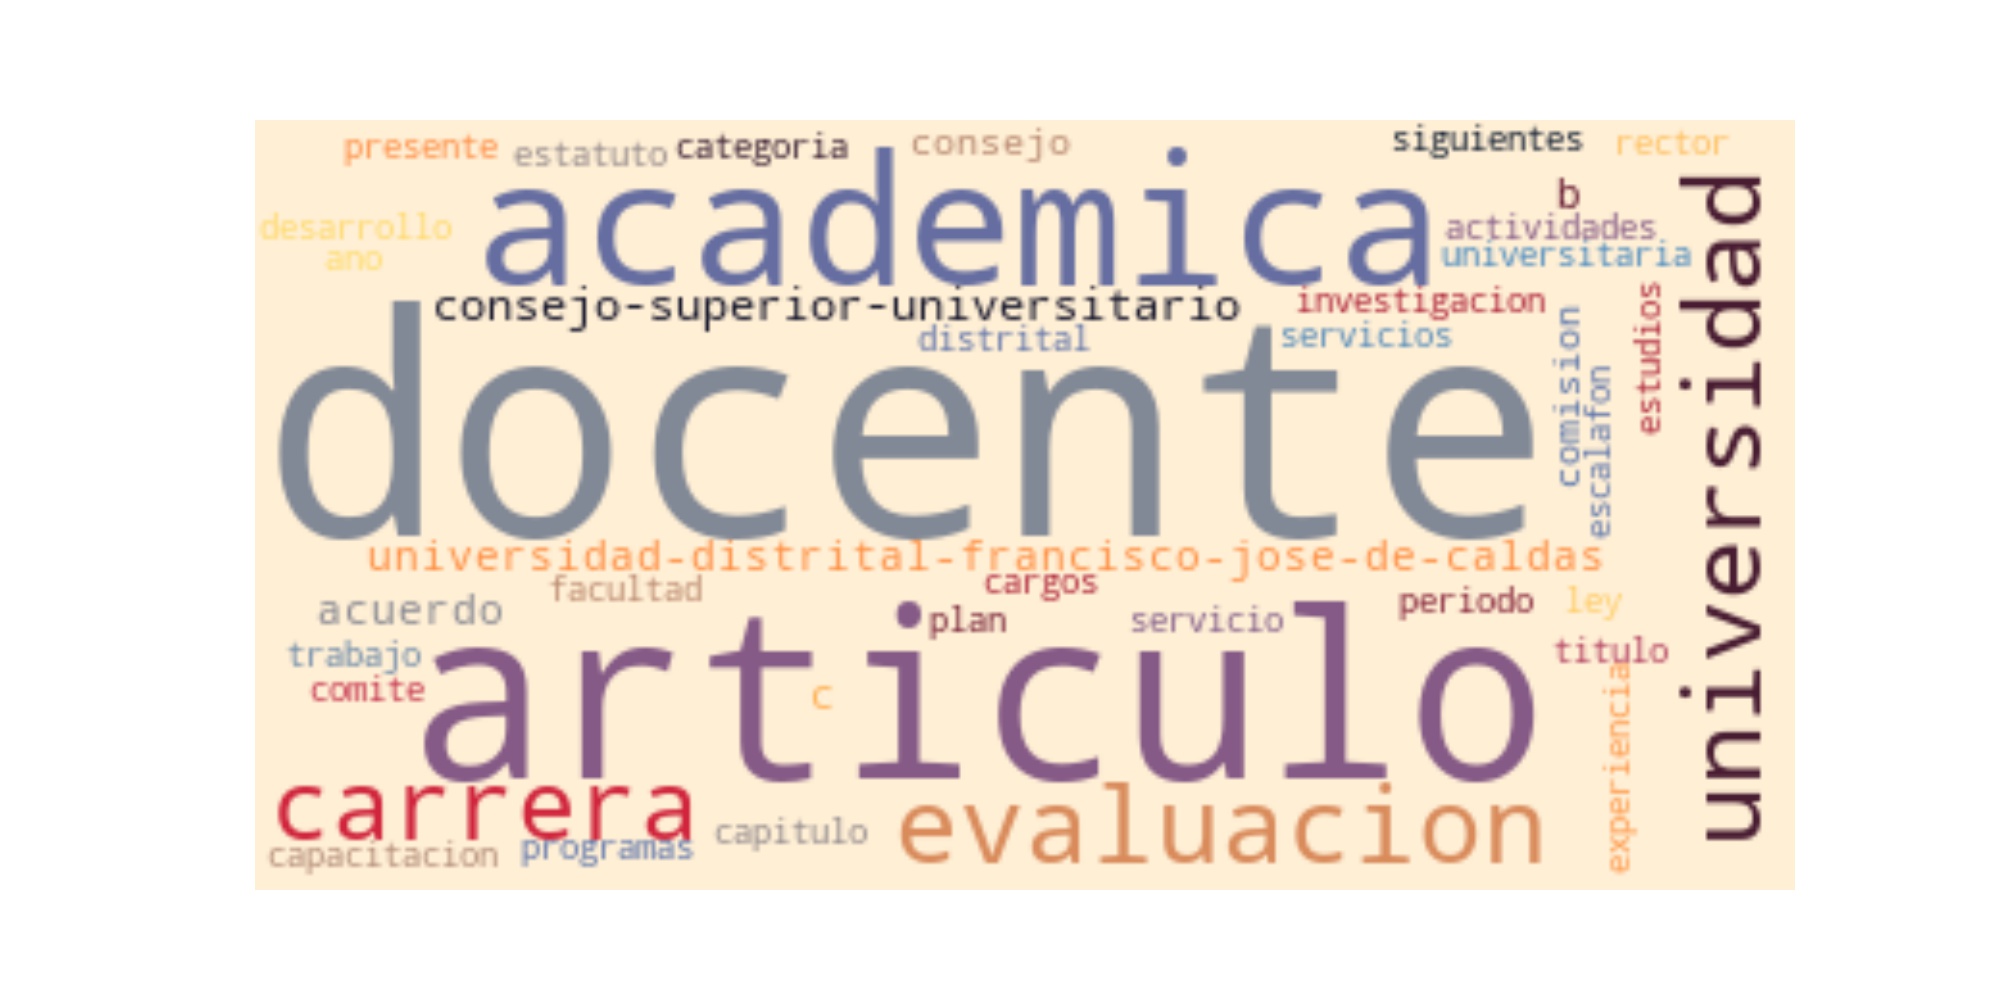 presente estatuto categoria consejo siguientes rector
desarrollo academica b
ano actividades
universitaria
consejo-superior-universitario investigacion
distrital servicios
docente comision escalafon estudios universidad
universidad-distrital-francisco-jose-de-caldas
facultad cargos
acuerdo plan servicio periodo ley
trabajo articulo titulo
comite c
experiencia
carrera evaluacion
capacitacion programas capitulo